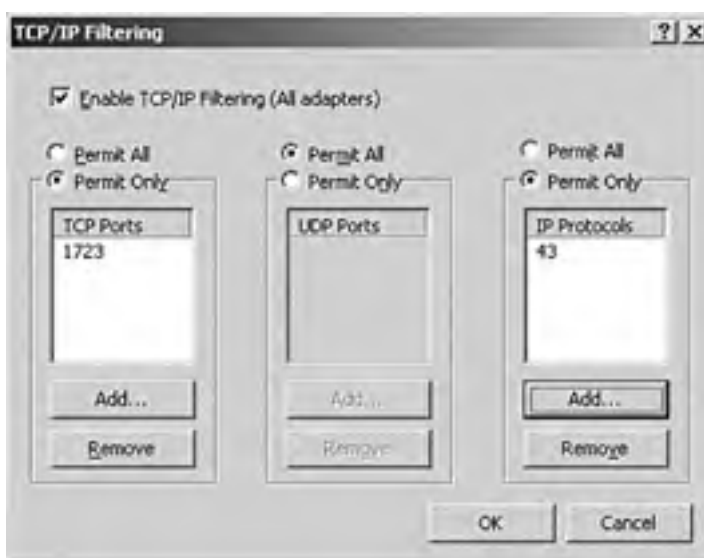 TCP/IP Filtering
Enable TCP/IP Filtering (All adapters)
Permit All
Permit Only
TCP Ports
1723
Add...
Remove
Permit All
Permit Only
UDP Ports
Add...
Remove
Permit All
Permit Only
IP Protocols
43
Add...
Remove
OK
Cancel